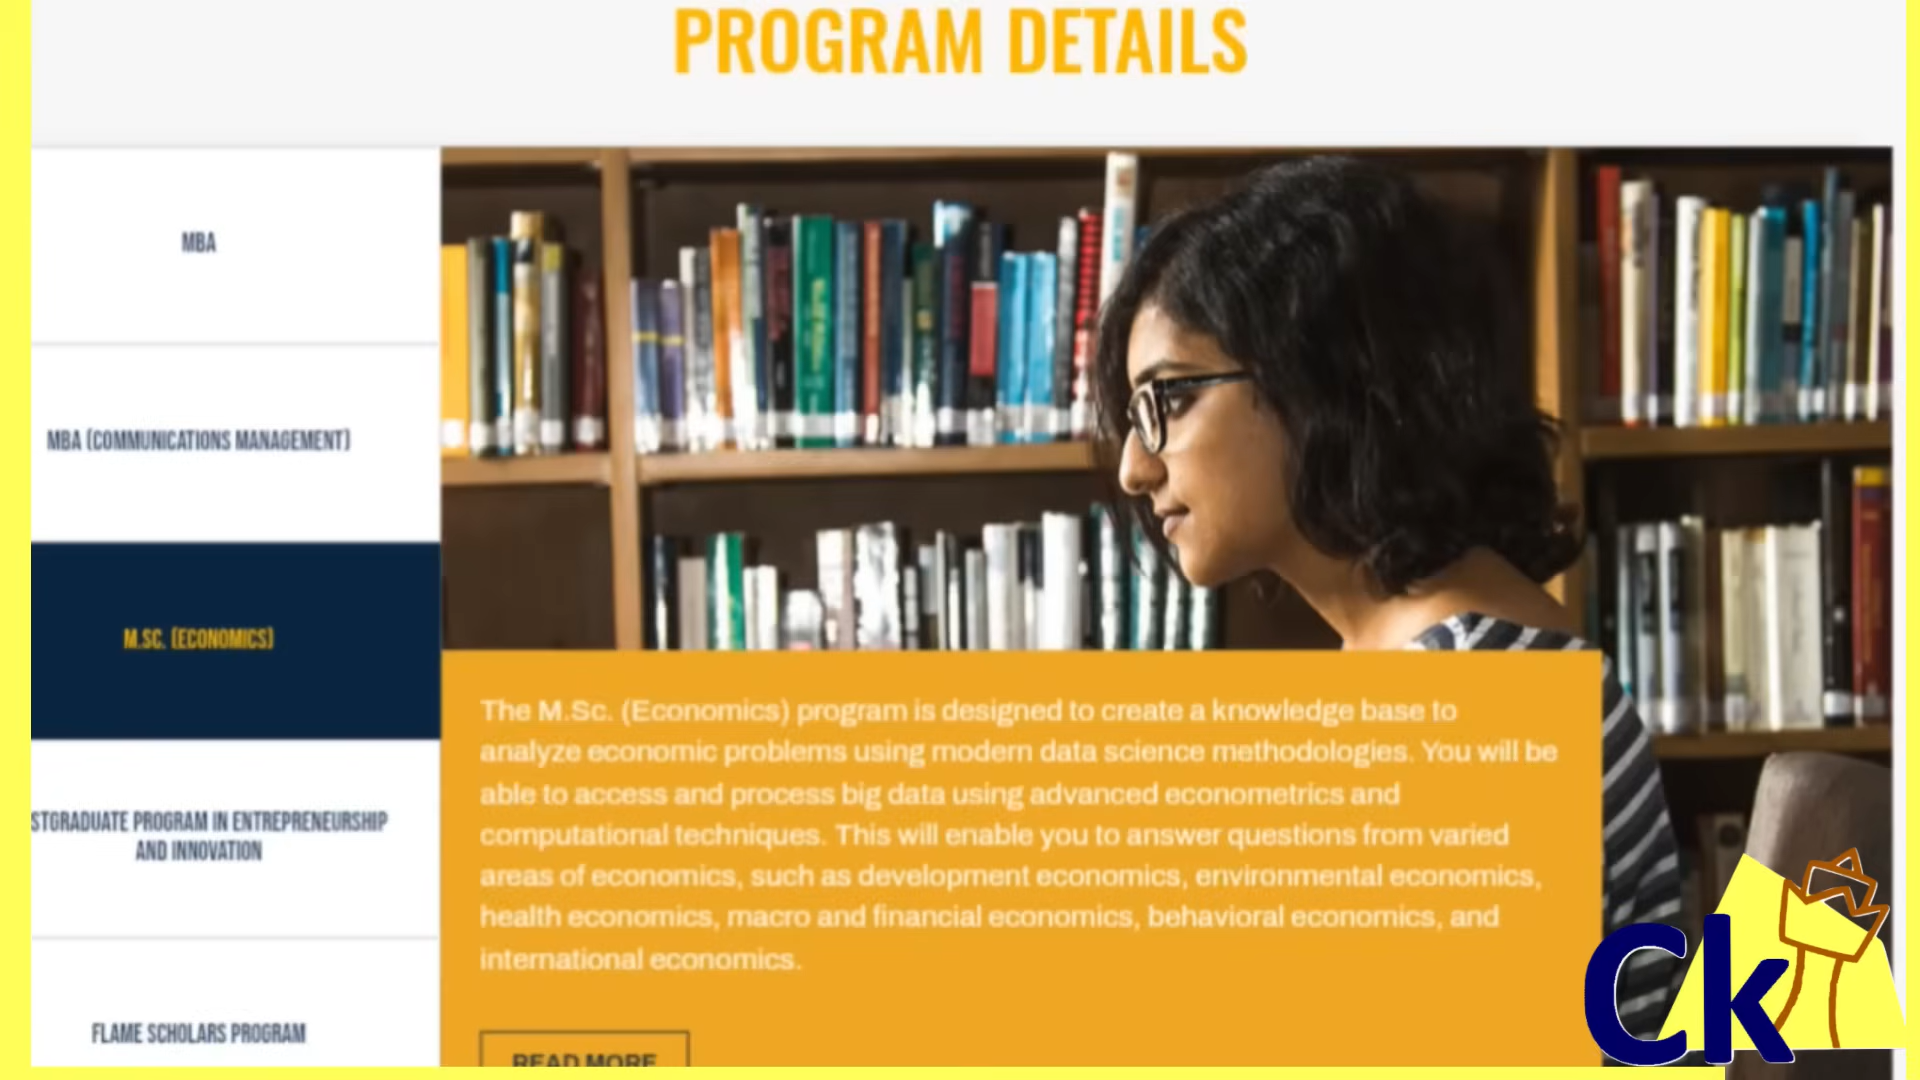 PROGRAM DETAILS
MBA
MBA (COMMUNICATIONS MANAGEMENT)
M.SC. (ECONOMICS)
STGRADUATE PROGRAM IN ENTREPRENEURSHIP
AND INNOVATION
FLAME SCHOLARS PROGRAM
The M.Sc. (Economics) program is designed to create a knowledge base to
analyze economic problems using modern data science methodologies. You will be
able to access and process big data using advanced econometrics and
computational techniques. This will enable you to answer questions from varied
areas of economics, such as development economics, environmental economics,
health economics, macro and financial economics, behavioral economics, and
international economics.
READ MORE
Ck